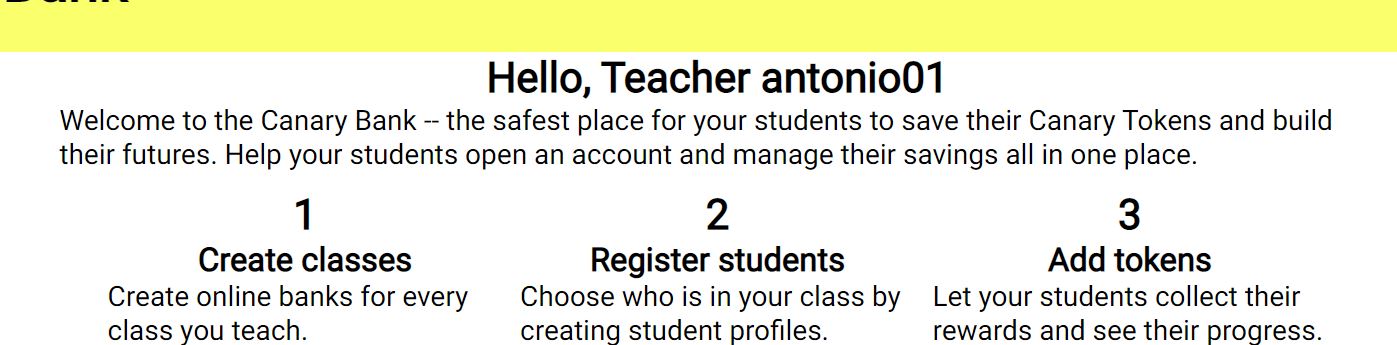 Hello, Teacher antonio01
Welcome to the Canary Bank -- the safest place for your students to save their Canary Tokens and build
their futures. Help your students open an account and manage their savings all in one place.
1
Create classes
Create online banks for every
class you teach.
2
Register students
Choose who is in your class by
creating student profiles.
3
Add tokens
Let your students collect their
rewards and see their progress.